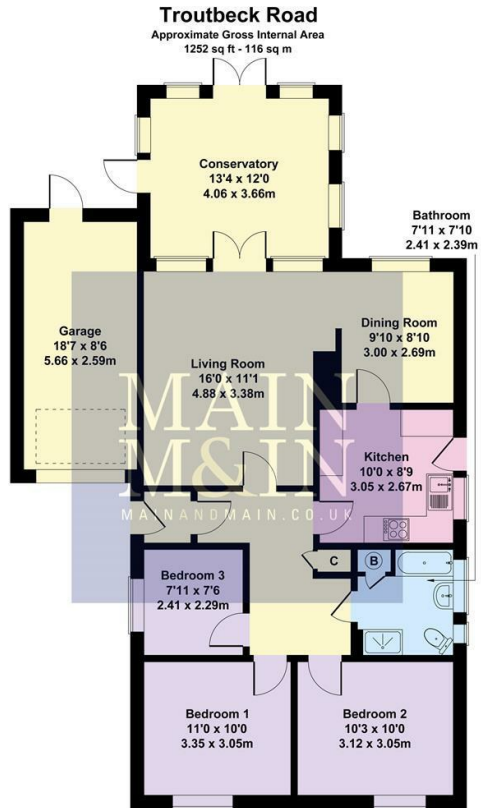 Troutbeck Road
Approximate Gross Internal Area
1252 sq ft - 116 sq m
Conservatory
13'4 x 12'0
4.06 x 3.66m
Bathroom
7'11 x 7'10
2.41 x 2.39m
Garage
18'7 x 8'6
5.66 x 2.59m
Living Room
16'0 x 11'1
4.88 x 3.38m
Dining Room
9'10 x 8'10
3.00 x 2.69m
MAIN
M&IN
MAINANDMAIN.CO.UK
Kitchen
10'0 x 8'9
3.05 x 2.67m
C
B
Bedroom 3
7'11 x 7'6
2.41 x 2.29m
Bedroom 1
11'0 x 10'0
3.35 x 3.05m
Bedroom 2
10'3 x 10'0
3.12 x 3.05m